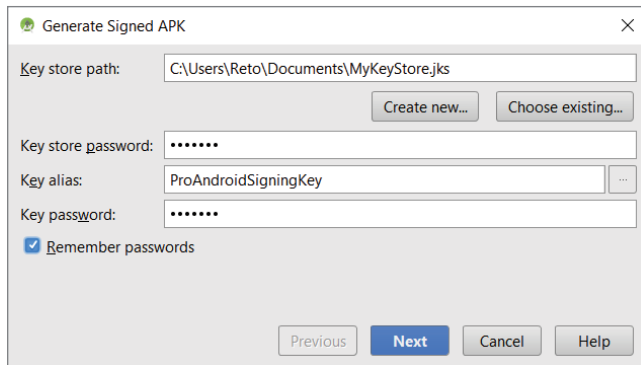 Generate Signed APK
Key store path: C:\Users\Reto\Documents\MyKeyStore.jks
Create new... Choose existing...
Key store password: •••••••
Key alias: ProAndroidSigningKey ...
Key password: •••••••
Remember passwords
Previous Next Cancel Help